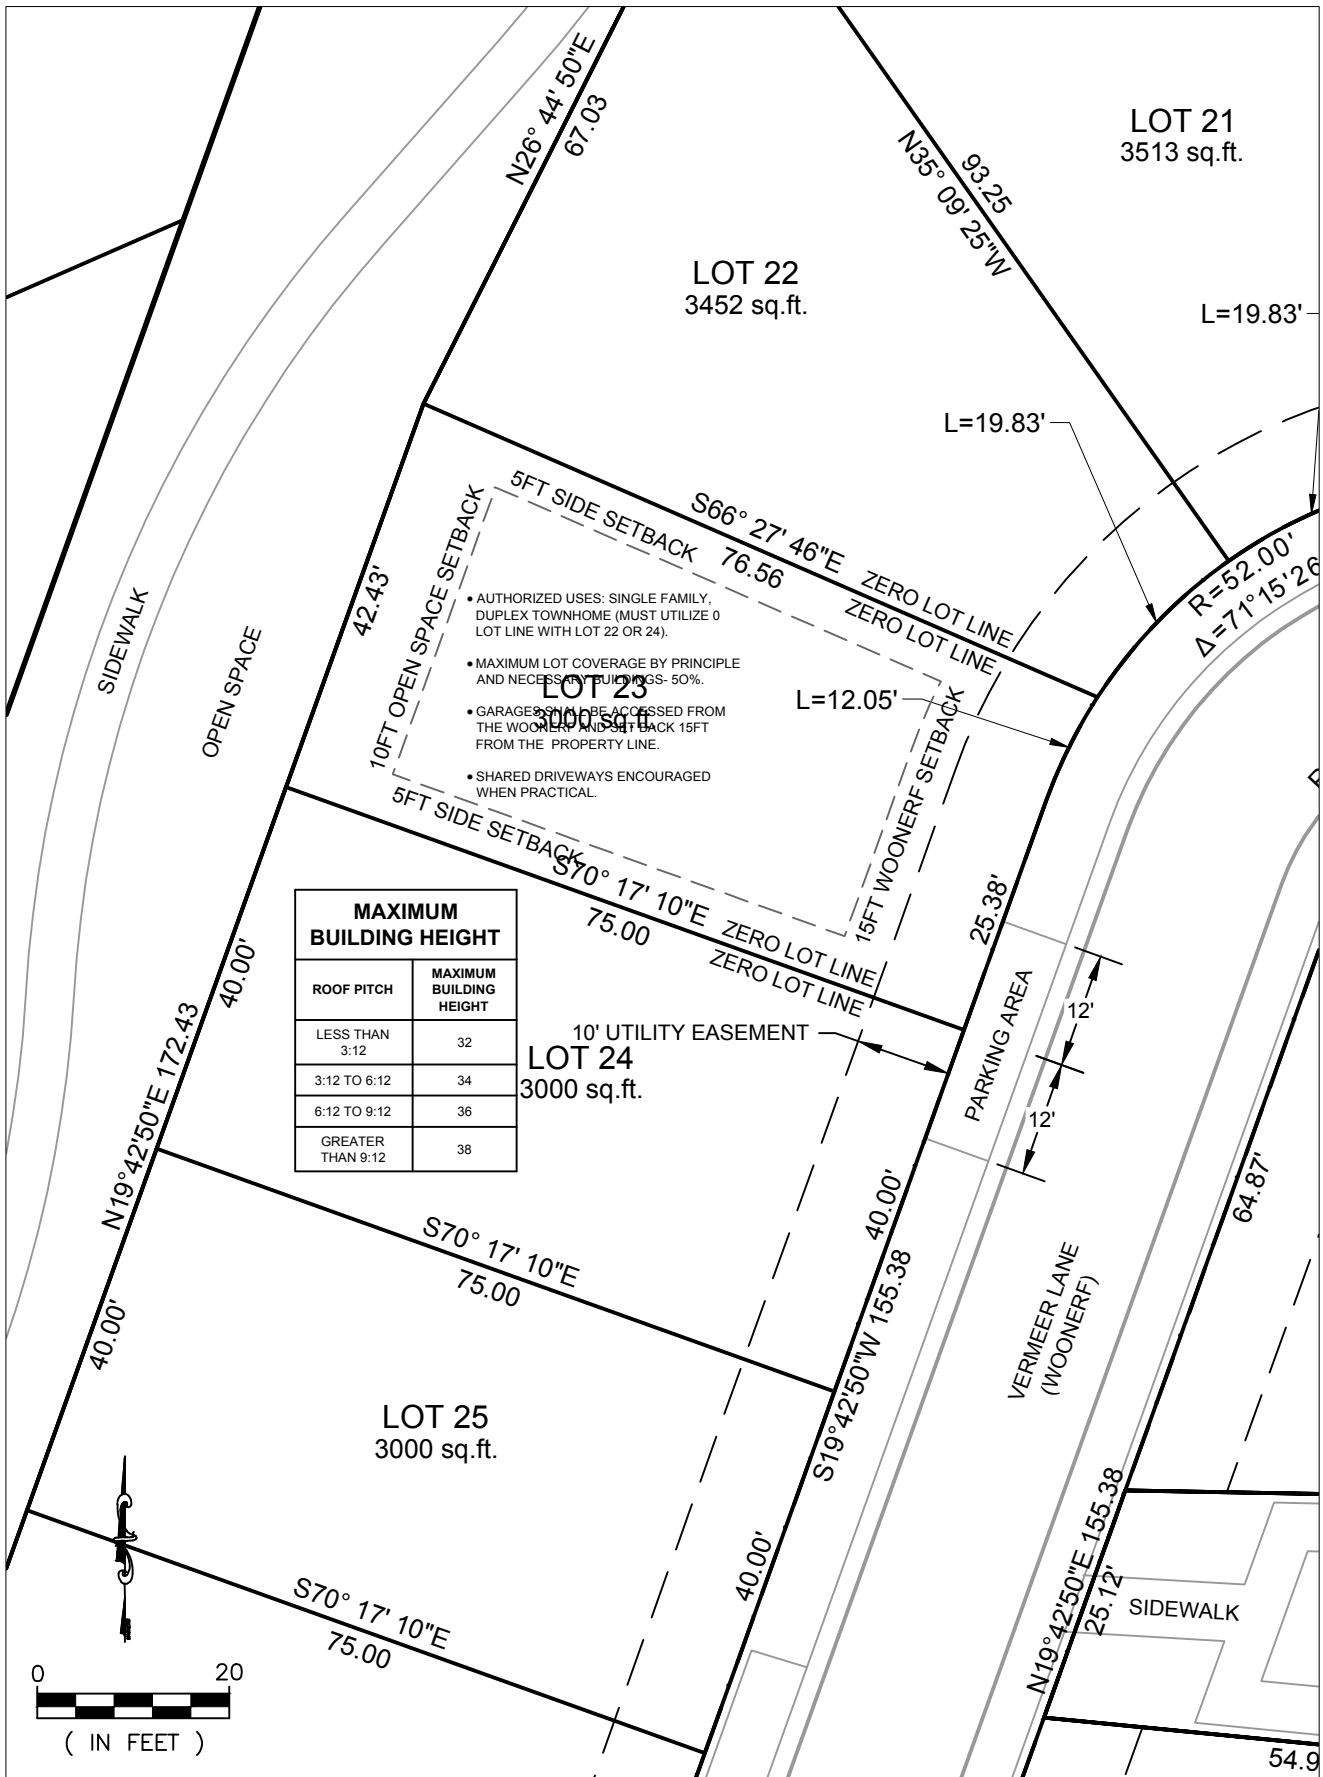 N26° 44' 50"E
67.03
LOT 21
3513 sq.ft.
93.25
N35° 09' 25"W
LOT 22
3452 sq.ft.
L=19.83'
L=19.83'
R=52.00'
Δ=71°15'26
S66° 27' 46"E
76.56
ZERO LOT LINE
ZERO LOT LINE
5FT SIDE SETBACK
10FT OPEN SPACE SETBACK
42.43'
SIDEWALK
OPEN SPACE
• AUTHORIZED USES: SINGLE FAMILY,
DUPLEX TOWNHOME (MUST UTILIZE 0
LOT LINE WITH LOT 22 OR 24).
• MAXIMUM LOT COVERAGE BY PRINCIPLE
AND NECESSARY BUILDINGS- 50%.
LOT 23
3000 sq.ft.
• GARAGES SHALL BE ACCESSED FROM
THE WOONERF AND SET BACK 15FT
FROM THE PROPERTY LINE.
• SHARED DRIVEWAYS ENCOURAGED
WHEN PRACTICAL.
L=12.05'
15FT WOONERF SETBACK
5FT SIDE SETBACK
S70° 17' 10"E
75.00
ZERO LOT LINE
ZERO LOT LINE
25.38'
MAXIMUM
BUILDING HEIGHT
ROOF PITCH
MAXIMUM
BUILDING
HEIGHT
LESS THAN
3:12
32
3:12 TO 6:12
34
6:12 TO 9:12
36
GREATER
THAN 9:12
38
40.00'
N19°42'50"E 172.43
10' UTILITY EASEMENT
LOT 24
3000 sq.ft.
PARKING AREA
12'
12'
40.00'
S19°42'50"W 155.38
64.87'
VERMEER LANE
(WOONERF)
S70° 17' 10"E
75.00
40.00'
LOT 25
3000 sq.ft.
40.00'
S70° 17' 10"E
75.00
N19°42'50"E 155.38
25.12'
SIDEWALK
54.9
0 20
( IN FEET )